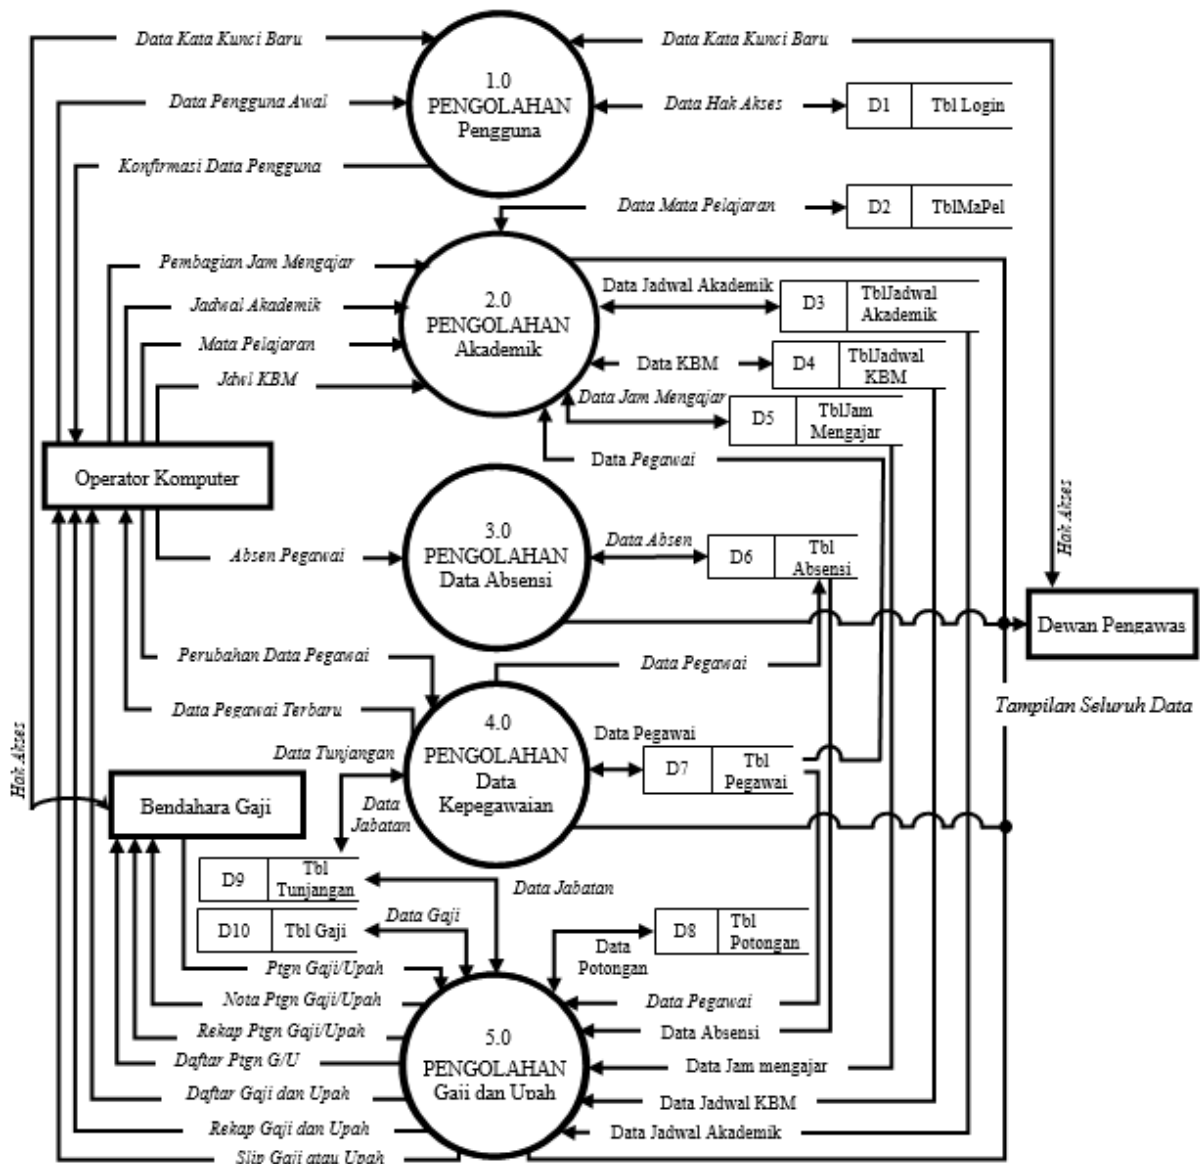 Data Kata Kunci Baru
Data Kata Kunci Baru
1.0
PENGOLAHAN
Pengguna
Data Pengguna Awal
Data Hak Akses
D1
Tbl Login
Konfirmasi Data Pengguna
Data Mata Pelajaran
D2
TblMaPel
Pembagian Jam Mengajar
Jadwal Akademik
Mata Pelajaran
Jdwl KBM
2.0
PENGOLAHAN
Akademik
Data Jadwal Akademik
D3
TblJadwal
Akademik
Data KBM
D4
TblJadwal
KBM
Data Jam Mengajar
D5
TblJam
Mengajar
Data Pegawai
Operator Komputer
Hak Akses
3.0
PENGOLAHAN
Data Absensi
Absen Pegawai
Data Absen
D6
Tbl
Absensi
Dewan Pengawas
Perubahan Data Pegawai
Data Pegawai
Data Pegawai Terbaru
Tampilan Seluruh Data
4.0
PENGOLAHAN
Data
Kepegawaian
Data Pegawai
D7
Tbl
Pegawai
Hak Akses
Data Tunjangan
Data
Jabatan
Bendahara Gaji
D9
Tbl
Tunjangan
Data Jabatan
D10
Tbl Gaji
Data Gaji
D8
Tbl
Potongan
Data
Potongan
Ptgn Gaji/Upah
Nota Ptgn Gaji/Upah
Rekap Ptgn Gaji/Upah
Daftar Ptgn G/U
Daftar Gaji dan Upah
Rekap Gaji dan Upah
Slip Gaji atau Upah
5.0
PENGOLAHAN
Gaji dan Upah
Data Pegawai
Data Absensi
Data Jam mengajar
Data Jadwal KBM
Data Jadwal Akademik